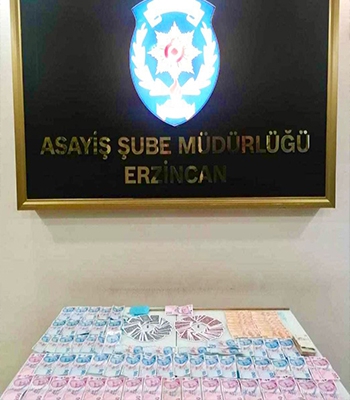 ASAYİŞ ŞUBE MÜDÜRLÜĞÜ
ERZİNCAN